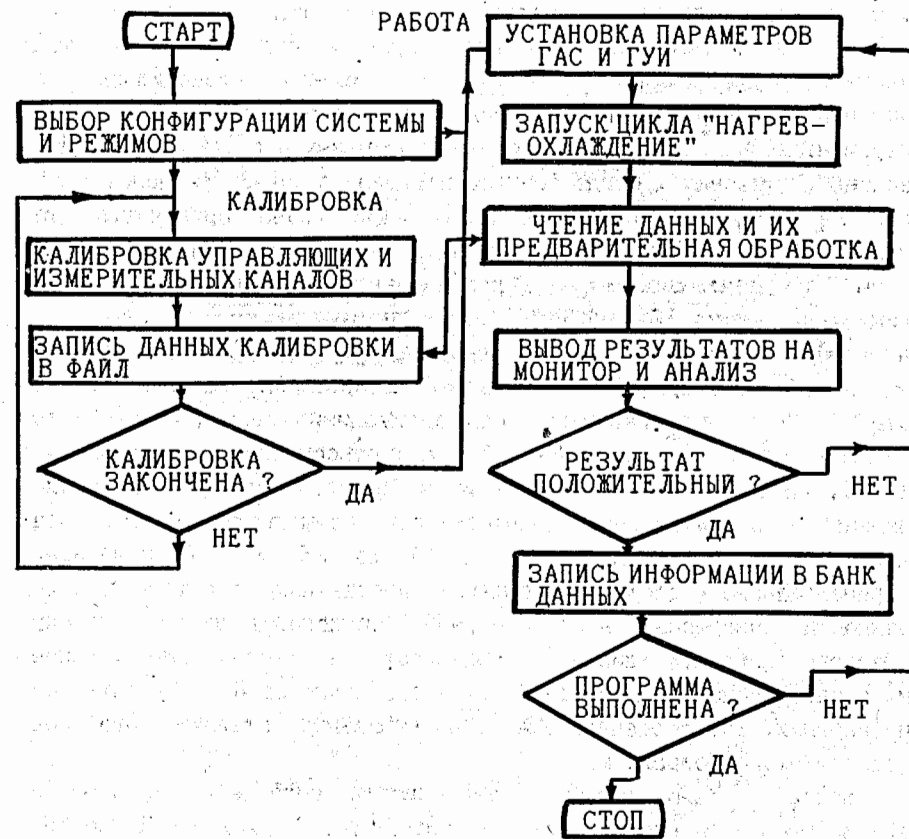 СТАРТ
ВЫБОР КОНФИГУРАЦИИ СИСТЕМЫ
И РЕЖИМОВ
КАЛИБРОВКА
КАЛИБРОВКА УПРАВЛЯЮЩИХ И
ИЗМЕРИТЕЛЬНЫХ КАНАЛОВ
ЗАПИСЬ ДАННЫХ КАЛИБРОВКИ
В ФАЙЛ
КАЛИБРОВКА
ЗАКОНЧЕНА ?
ДА
НЕТ
РАБОТА
УСТАНОВКА ПАРАМЕТРОВ
ГАС И ГУИ
ЗАПУСК ЦИКЛА "НАГРЕВ-
ОХЛАЖДЕНИЕ"
ЧТЕНИЕ ДАННЫХ И ИХ
ПРЕДВАРИТЕЛЬНАЯ ОБРАБОТКА
ВЫВОД РЕЗУЛЬТАТОВ НА
МОНИТОР И АНАЛИЗ
РЕЗУЛЬТАТ
ПОЛОЖИТЕЛЬНЫЙ ?
НЕТ
ДА
ЗАПИСЬ ИНФОРМАЦИИ В БАНК
ДАННЫХ
ПРОГРАММА
ВЫПОЛНЕНА ?
НЕТ
ДА
СТОП